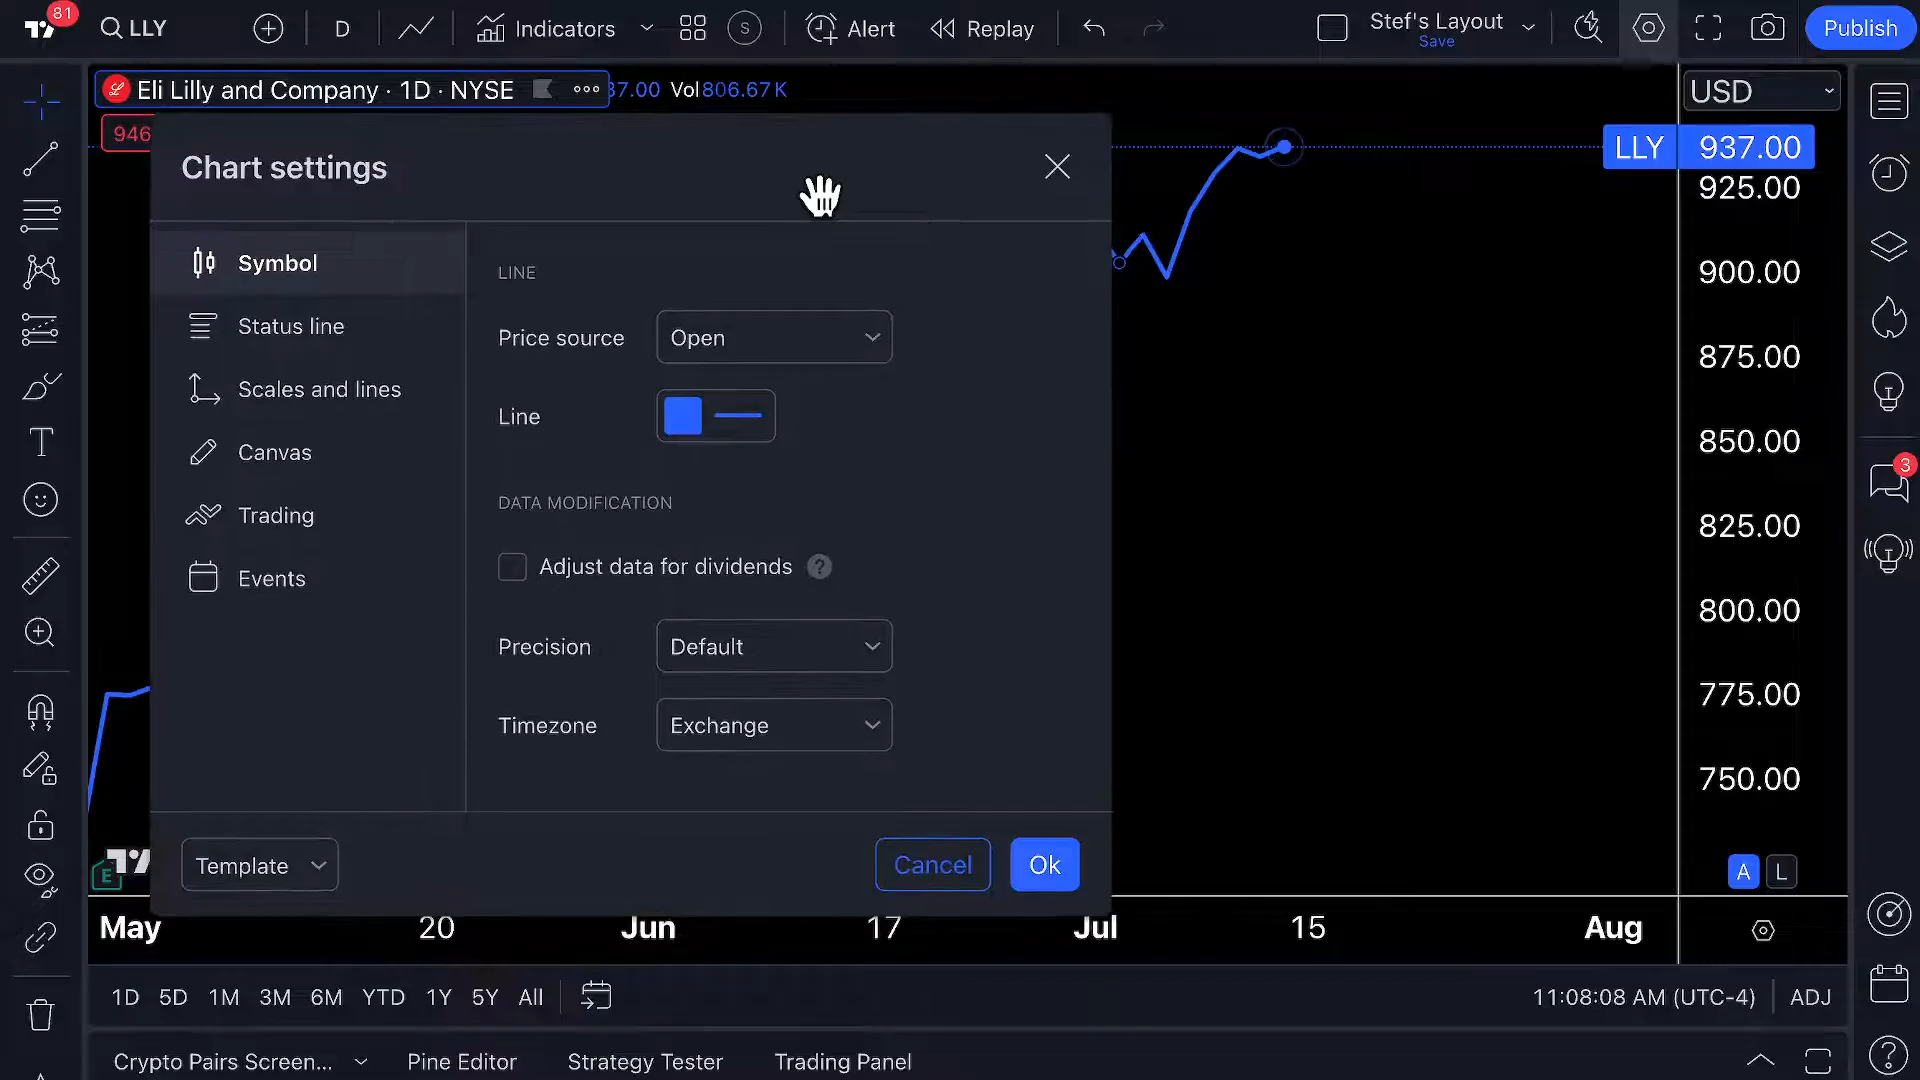 81
LLY
D
Indicators
S
Alert
Replay
Stef's Layout
Save
Publish
Eli Lilly and Company · 1D · NYSE
37.00 Vol806.67K
USD
946
LLY 937.00
Chart settings
925.00
Symbol
Status line
Scales and lines
Canvas
Trading
Events
LINE
Price source
Open
Line
DATA MODIFICATION
Adjust data for dividends ?
Precision
Default
Timezone
Exchange
Template
Cancel
Ok
900.00
875.00
850.00
825.00
800.00
775.00
750.00
3
E
A L
May 20 Jun 17 Jul 15 Aug
1D 5D 1M 3M 6M YTD 1Y 5Y All
11:08:08 AM (UTC-4) ADJ
Crypto Pairs Screen... Pine Editor Strategy Tester Trading Panel